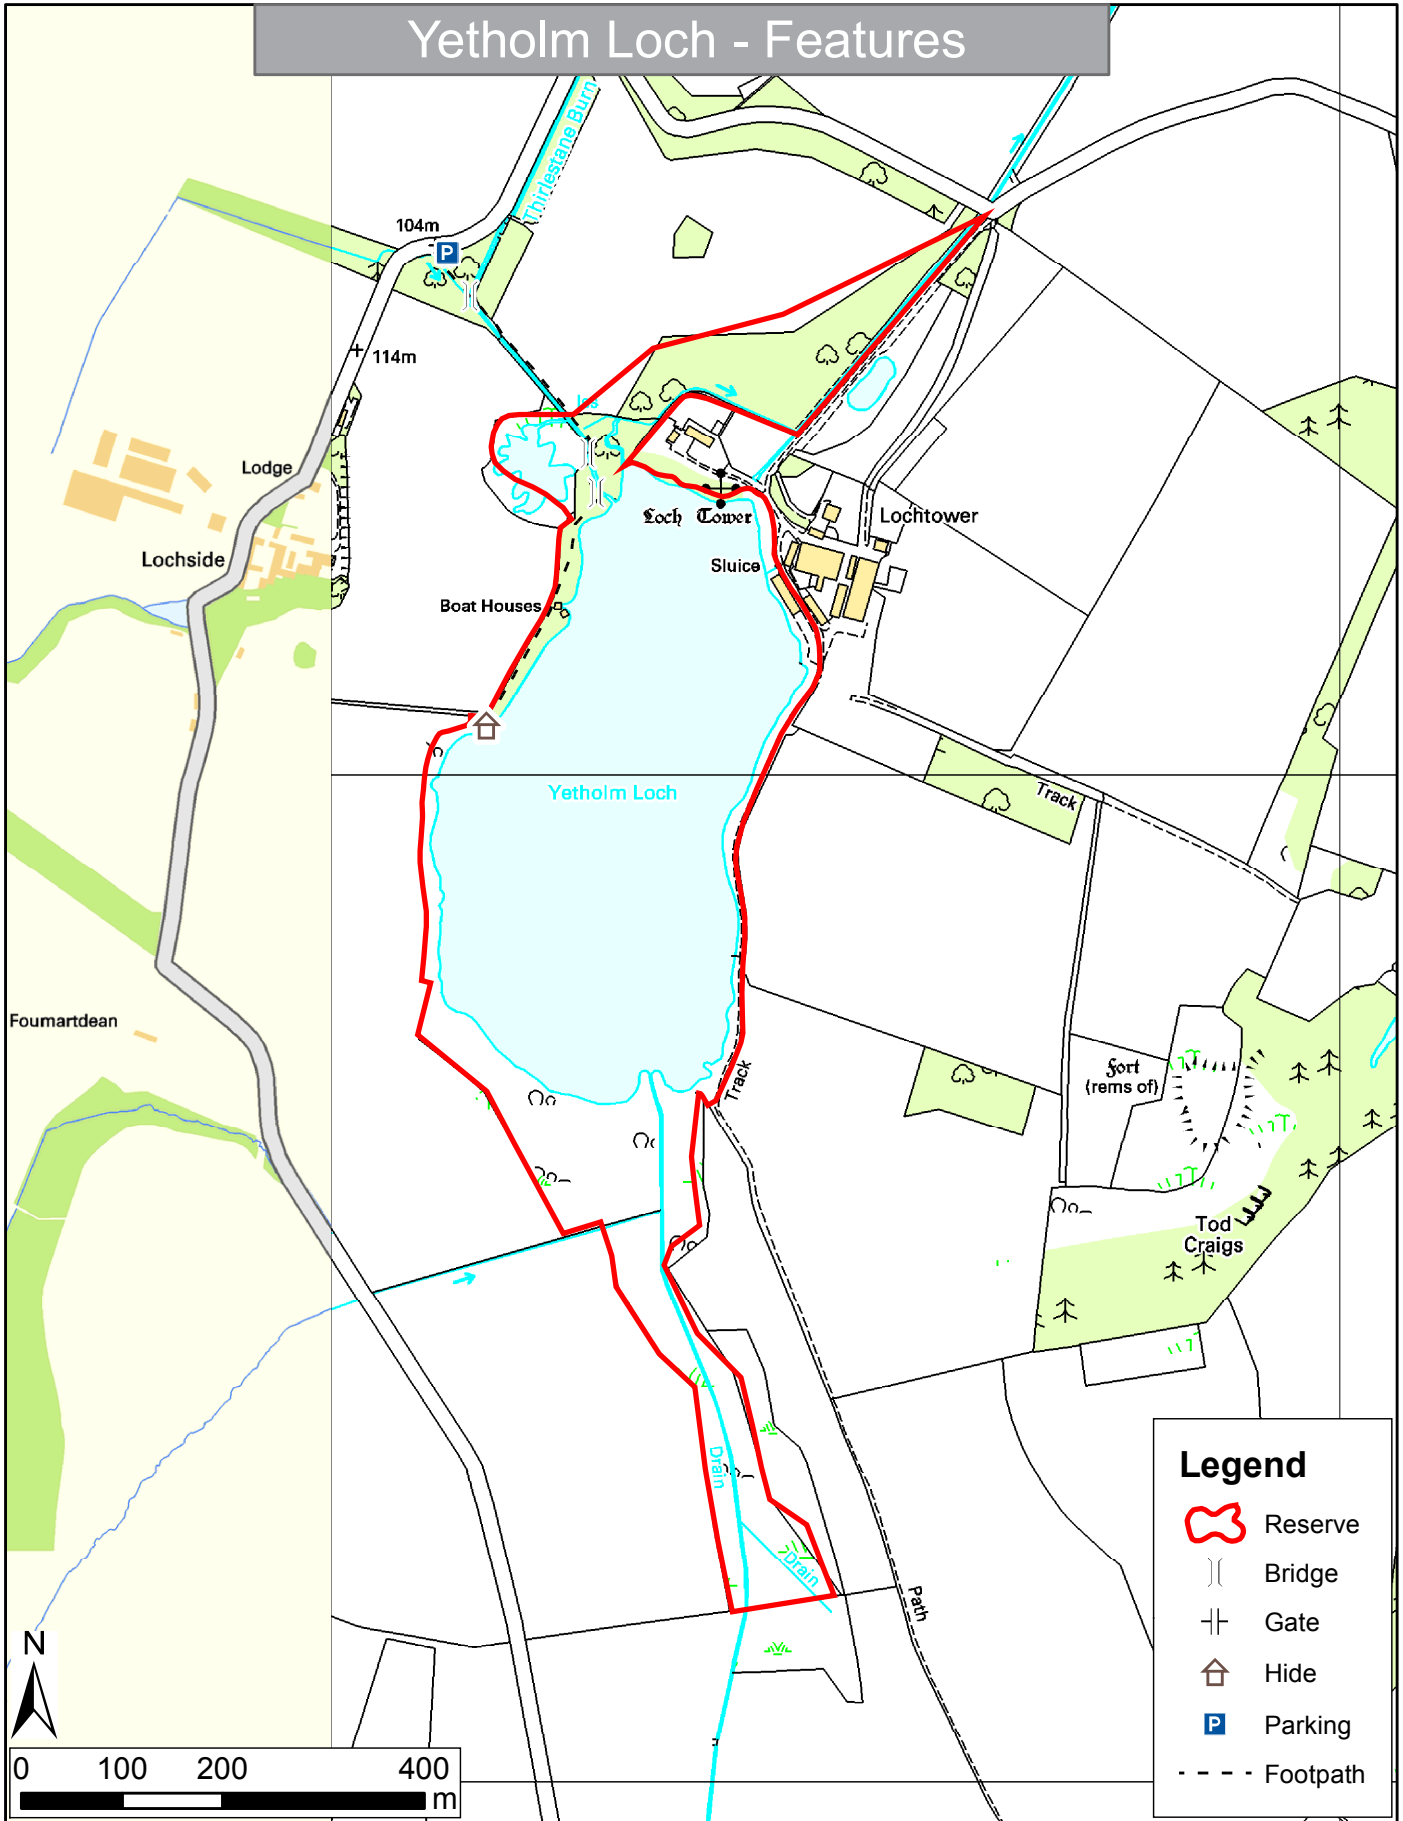 Yetholm Loch - Features
Thirlestane Burn
104m
P
114m
Lodge
Lochside
Loch Tower
Lochtower
Sluice
Boat Houses
Yetholm Loch
Track
Foumartdean
Track
Fort
(rems of)
Tod
Craigs
Drain
Drain
Path
Legend
Reserve
Bridge
Gate
Hide
P
Parking
Footpath
N
0 100 200 400
m